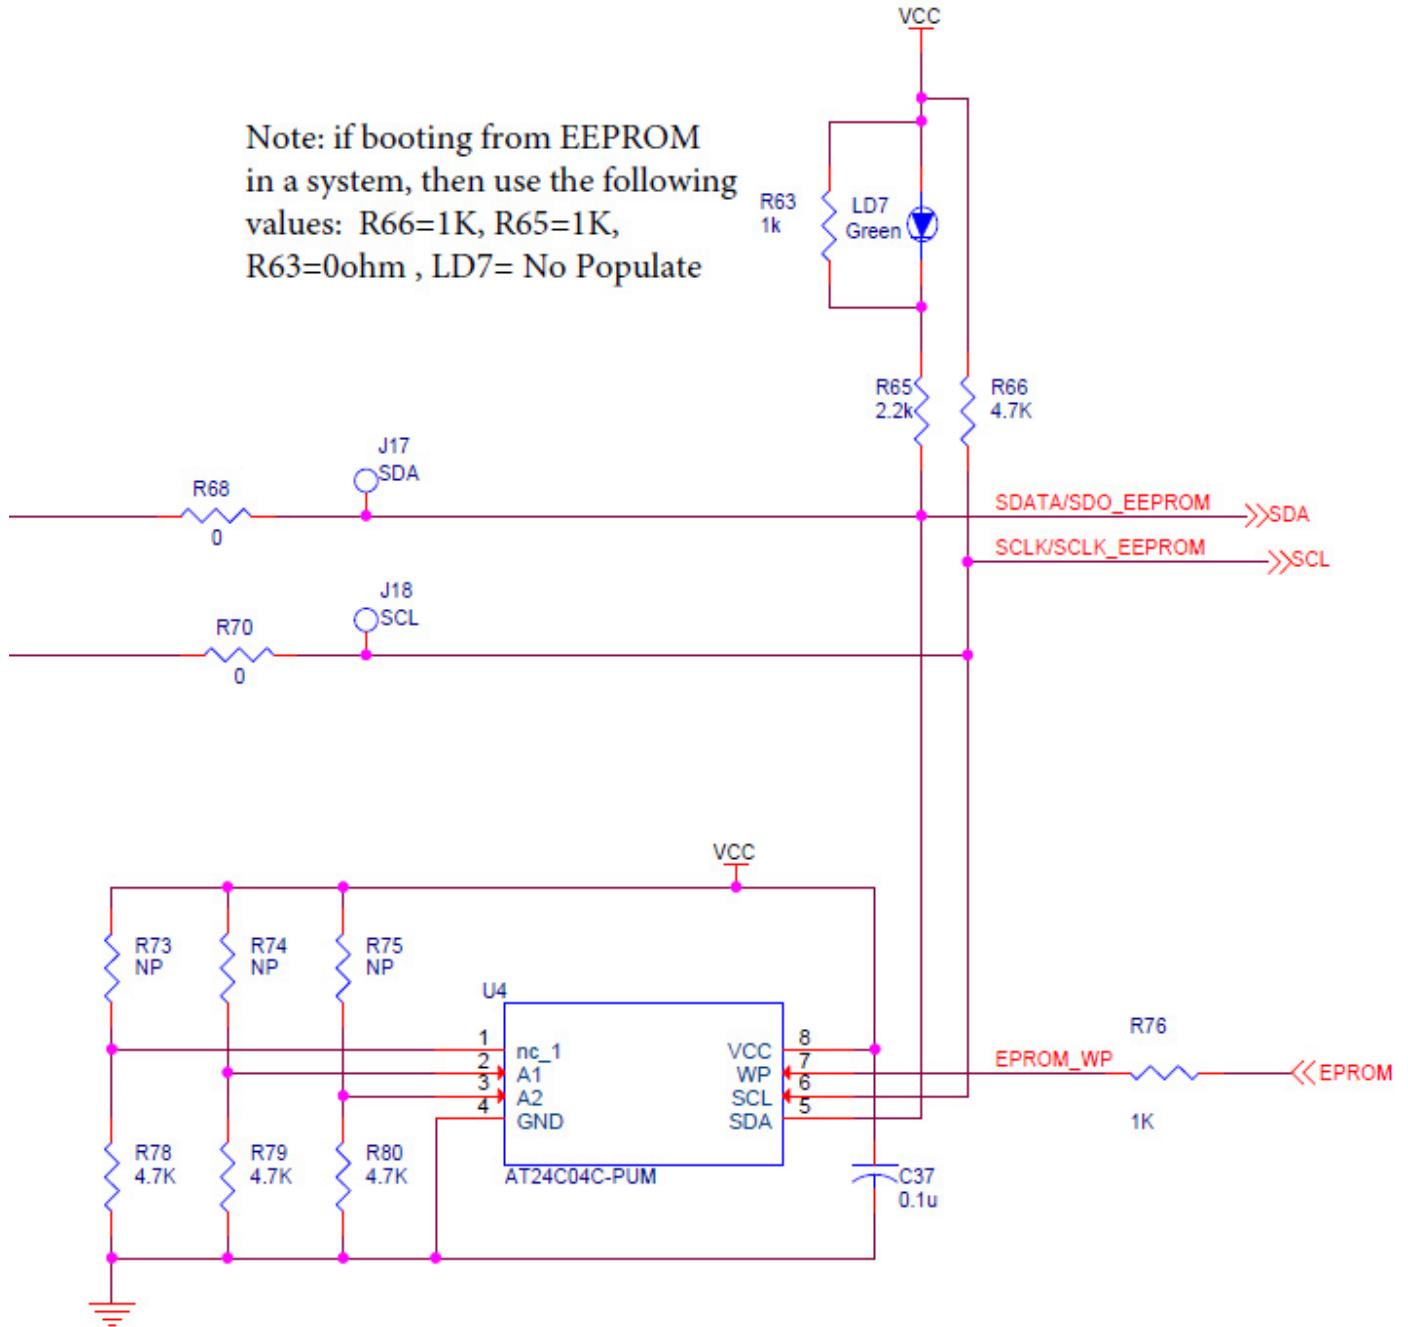 VCC
Note: if booting from EEPROM
in a system, then use the following
values:  R66=1K, R65=1K,
R63=0ohm , LD7= No Populate
R63
1k
LD7
Green
R65
2.2k
R66
4.7K
J17
SDA
R68
0
SDATA/SDO_EEPROM
SDA
SCLK/SCLK_EEPROM
SCL
J18
SCL
R70
0
VCC
R73
NP
R74
NP
R75
NP
U4
1
nc_1
2
A1
3
A2
4
GND
VCC
8
WP
7
SCL
6
SDA
5
AT24C04C-PUM
EPROM_WP
R76
1K
EPROM
R78
4.7K
R79
4.7K
R80
4.7K
C37
0.1u